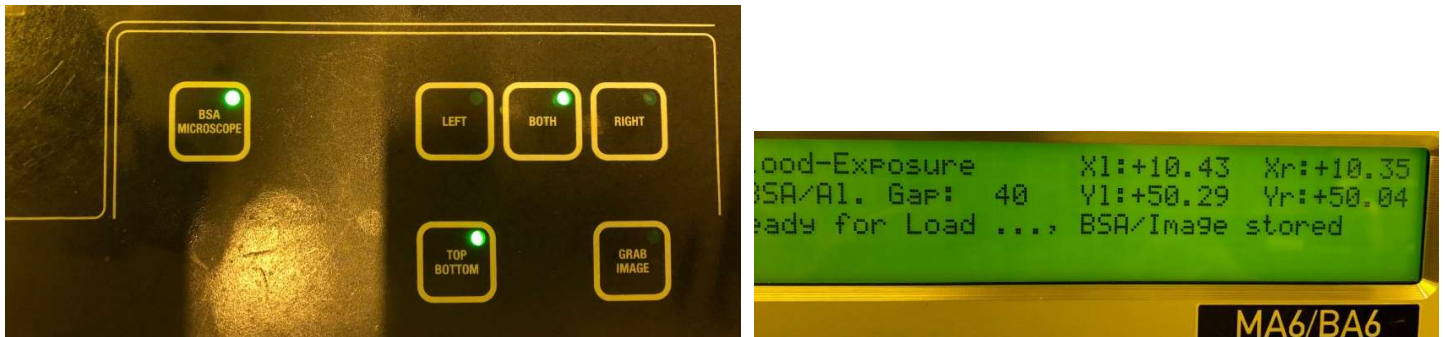 BSA
MICROSCOPE
LEFT
BOTH
RIGHT
TOP
BOTTOM
GRAB
IMAGE
ood-Exposure Xl:+10.43 Xr:+10.35
BSA/Al. Gap: 40 Yl:+50.29 Yr:+50.04
eady for Load ..., BSA/Image stored
MA6/BA6